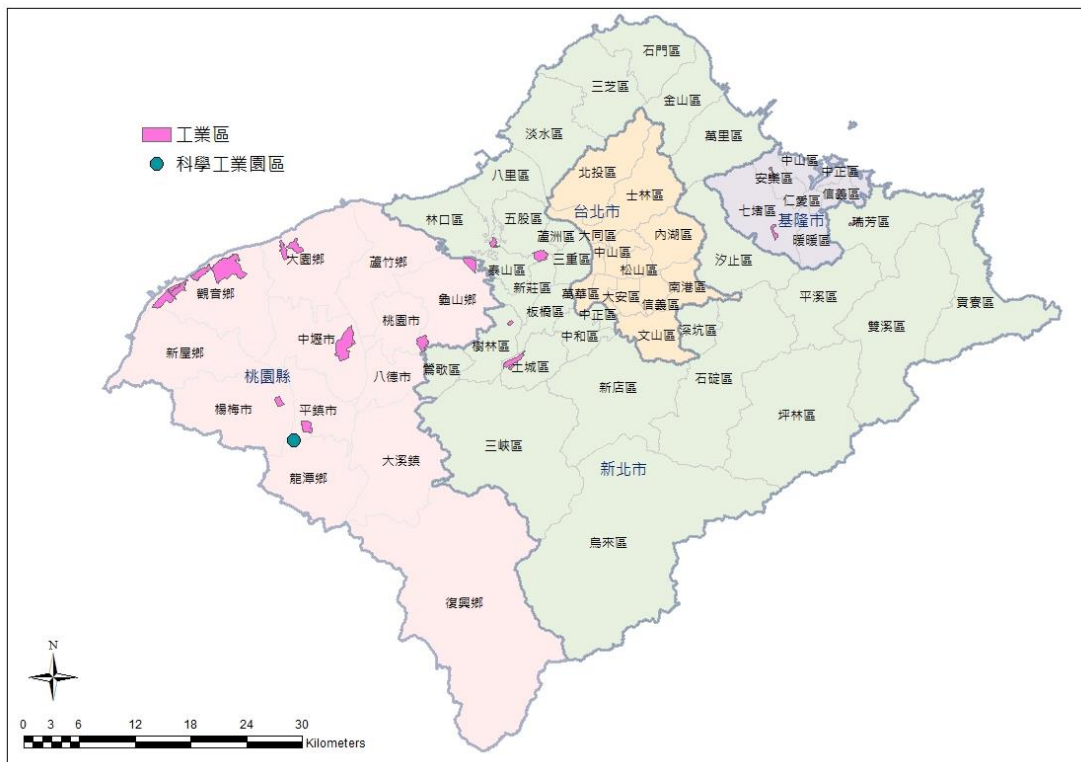 石門區
三芝區
金山區
工業區
淡水區
萬里區
科學工業園區
中山區
北投區
中正區
八里區
安樂區
士林區
信義區
仁愛區
林口區
五股區
台北市
七堵區
基隆市
瑞芳區
蘆洲區
大同區
內湖區
暖暖區
大園鄉
蘆竹鄉
三重區
中山區
汐止區
泰山區
松山區
觀音鄉
龜山鄉
新莊區
萬華區
大安區
南港區
平溪區
貢寮區
桃園市
板橋區
中正區
信義區
雙溪區
中壢市
樹林區
中和區
文山區
深坑區
新屋鄉
鶯歌區
土城區
桃園縣
八德市
新店區
石碇區
楊梅市
平鎮市
坪林區
三峽區
大溪鎮
新北市
龍潭鄉
烏來區
復興鄉
N
0 3 6 12 18 24 30
Kilometers